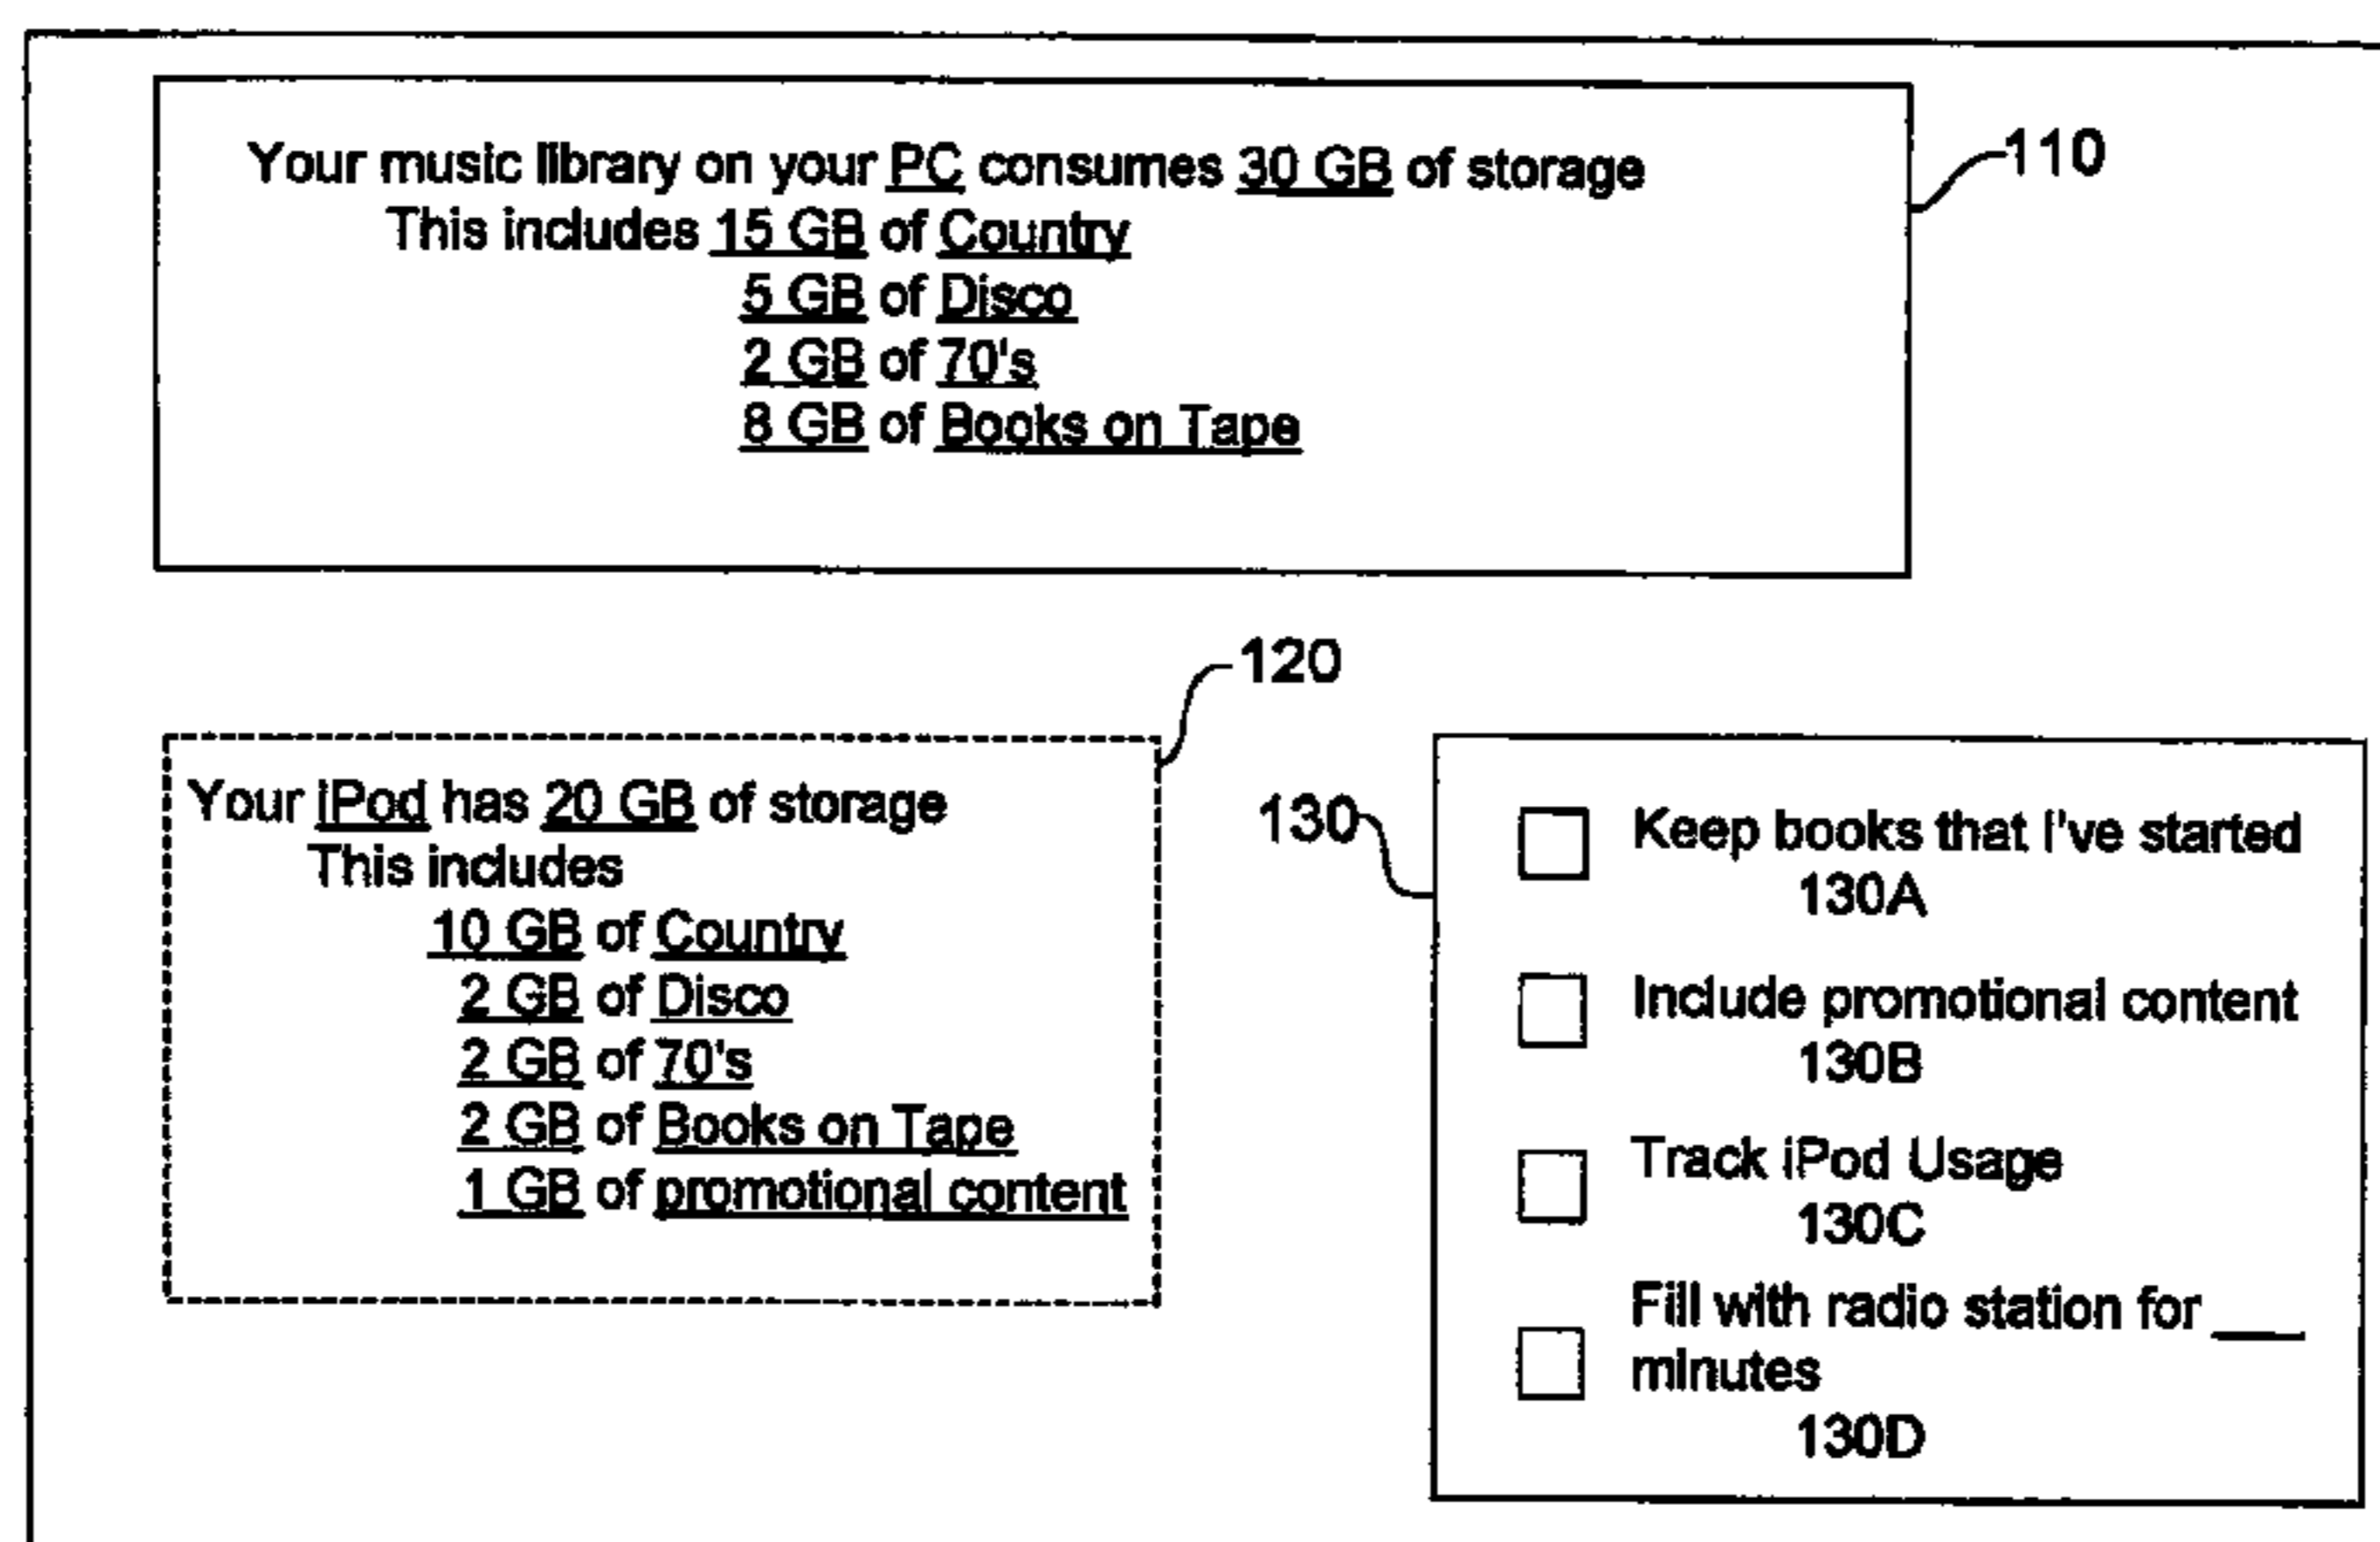 Your music library on your PC consumes 30 GB of storage
110
This includes 15 GB of Country
5 GB of Disco
2 GB of 70's
8 GB of Books on Tape
120
Your iPod has 20 GB of storage
This includes
10 GB of Country
2 GB of Disco
2 GB of 70's
2 GB of Books on Tape
1 GB of promotional content
130
Keep books that I've started
130A
Include promotional content
130B
Track iPod Usage
130C
Fill with radio station for ___
minutes
130D